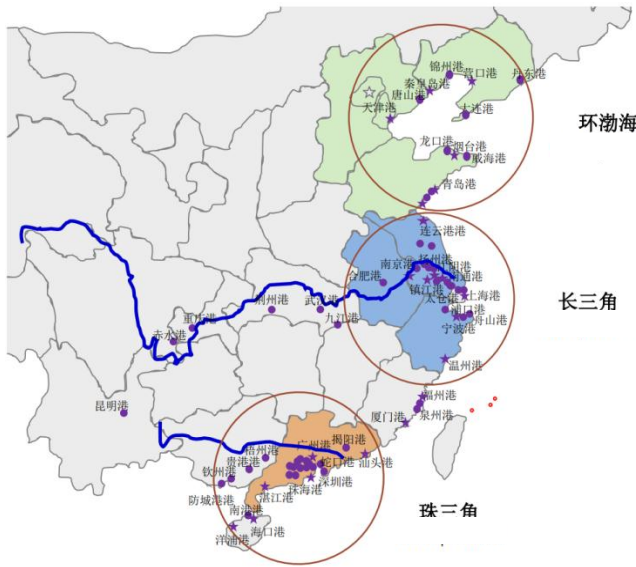 锦州港
营口港
丹东港
秦皇岛港
唐山港
天津港
大连港
环渤海
龙口港
烟台港
威海港
青岛港
连云港港
南京港
扬州港
合肥港
南通港
镇江港
上海港
太仓港
长三角
荆州港
武汉港
九江港
舟山港
宁波港
重庆港
赤水港
温州港
昆明港
福州港
厦门港
泉州港
揭阳港
广州港
梧州港
汕头港
贵港港
蛇口港
钦州港
深圳港
珠海港
防城港港
湛江港
珠三角
海口港
洋浦港